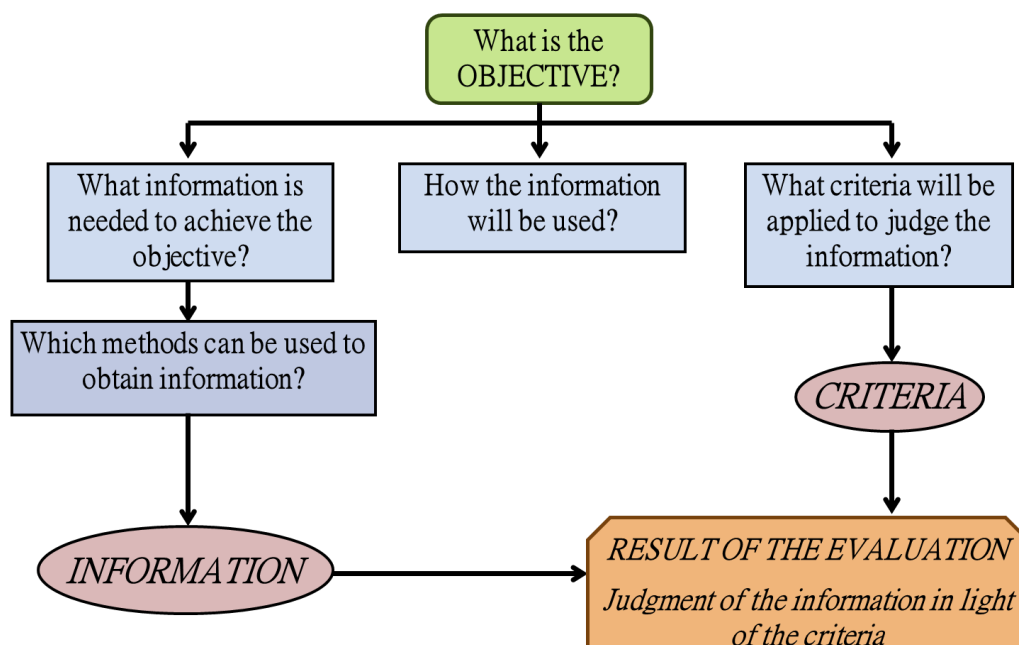 What is the
OBJECTIVE?
What information is
needed to achieve the
objective?
How the information
will be used?
What criteria will be
applied to judge the
information?
Which methods can be used to
obtain information?
CRITERIA
INFORMATION
RESULT OF THE EVALUATION
Judgment of the information in light
of the criteria